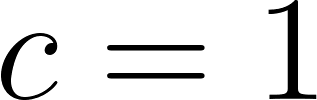 c = 1